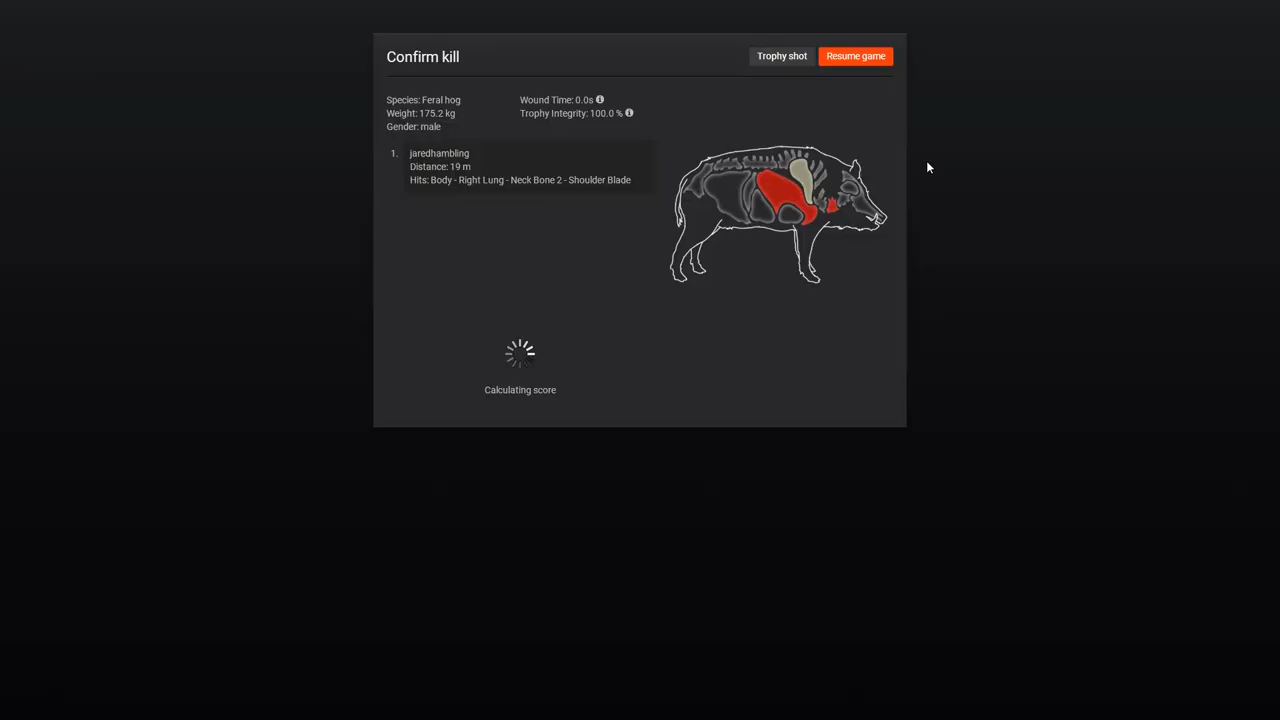 Confirm kill
Trophy shot
Resume game
Species: Feral hog
Weight: 175.2 kg
Gender: male
Wound Time: 0.0s
Trophy Integrity: 100.0 %
1. jaredhambling
Distance: 19 m
Hits: Body - Right Lung - Neck Bone 2 - Shoulder Blade
Calculating score